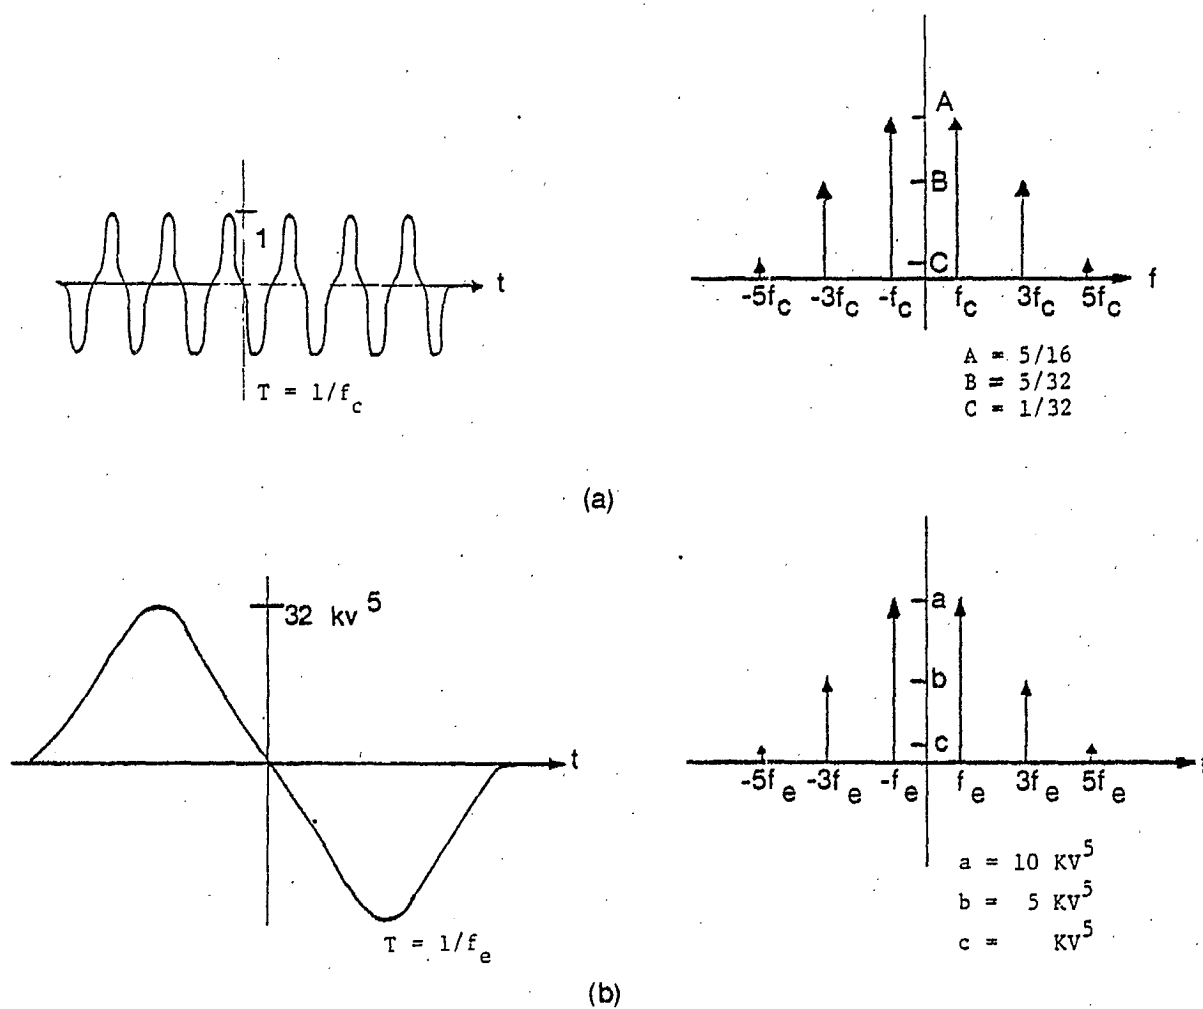 A
B
C
1
t
f
-5f_c -3f_c -f_c f_c 3f_c 5f_c
T = 1/f_c
A = 5/16
B = 5/32
C = 1/32
(a)
32 kv^5
a
b
c
t
-5f_e -3f_e -f_e f_e 3f_e 5f_e
T = 1/f_e
a = 10 KV^5
b = 5 KV^5
c = KV^5
(b)